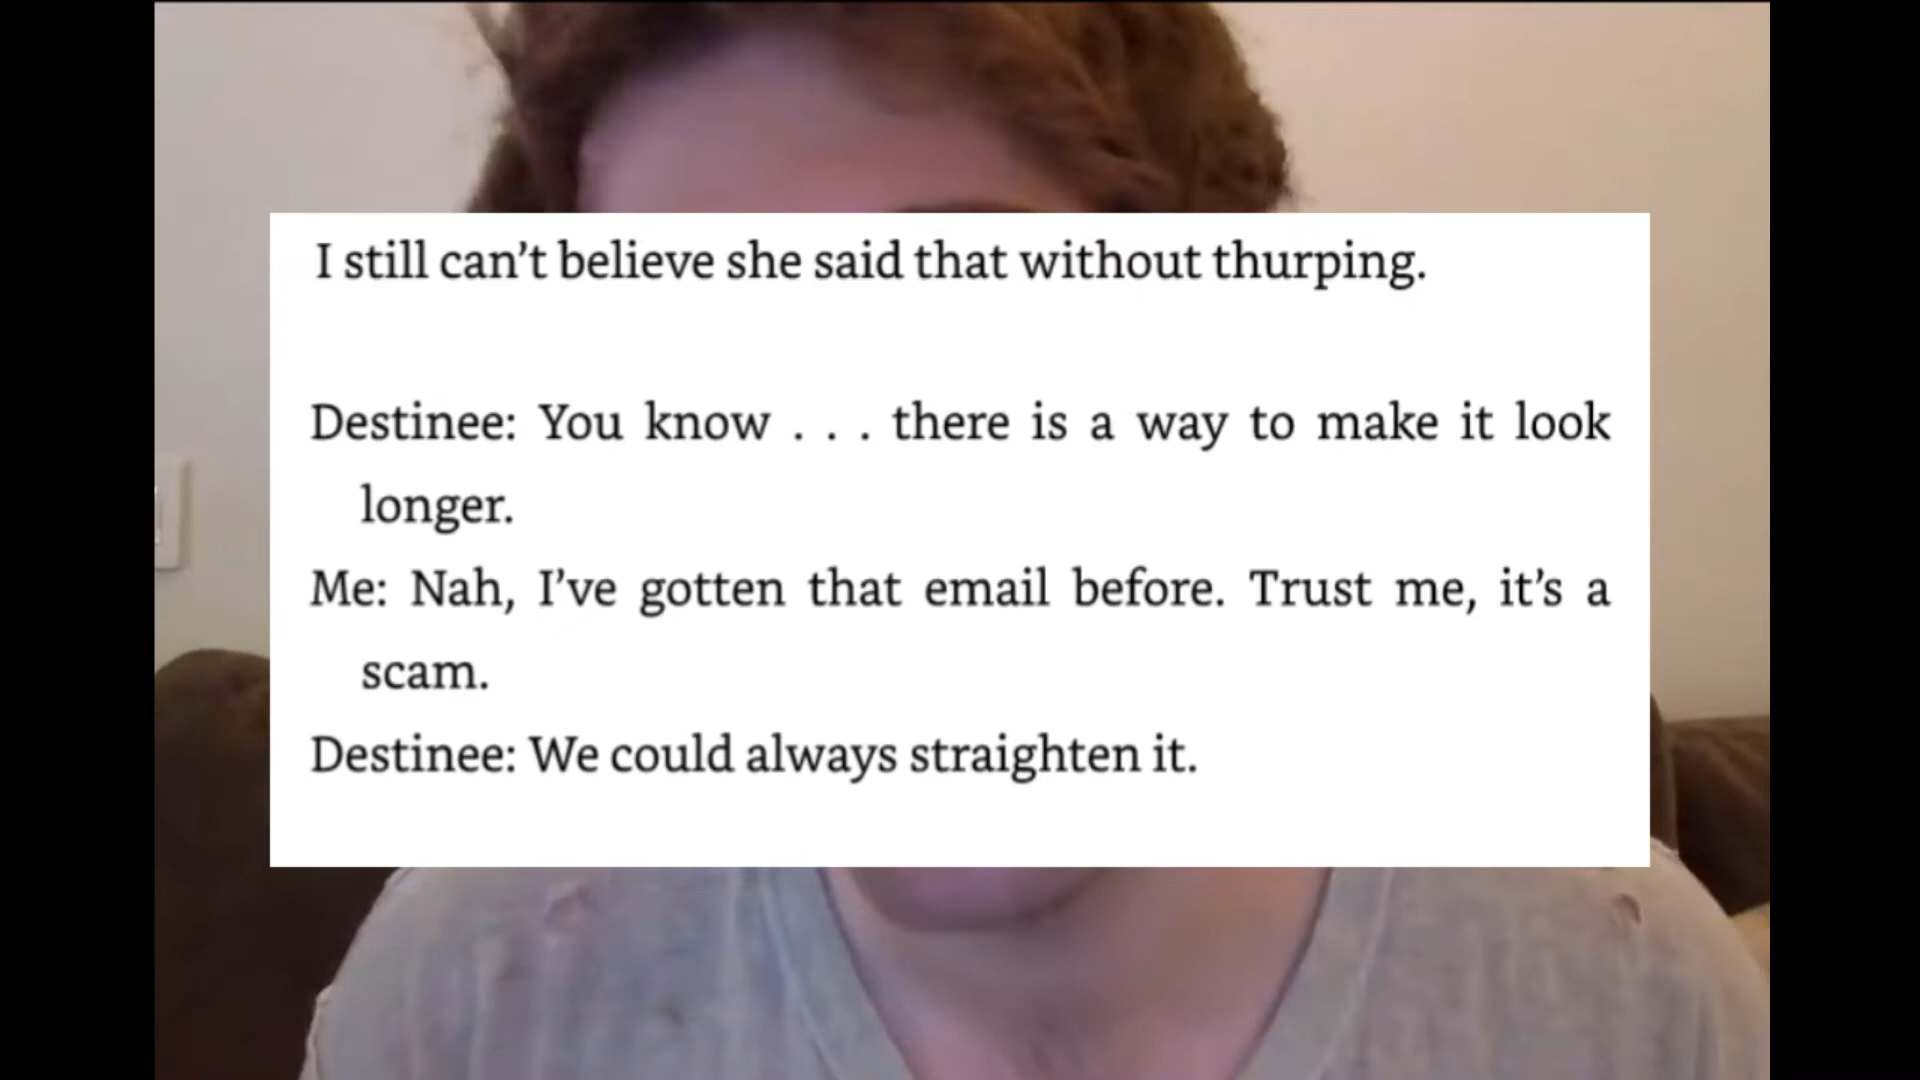 I still can’t believe she said that without thurping.
Destinee: You know . . . there is a way to make it look
longer.
Me: Nah, I’ve gotten that email before. Trust me, it’s a
scam.
Destinee: We could always straighten it.